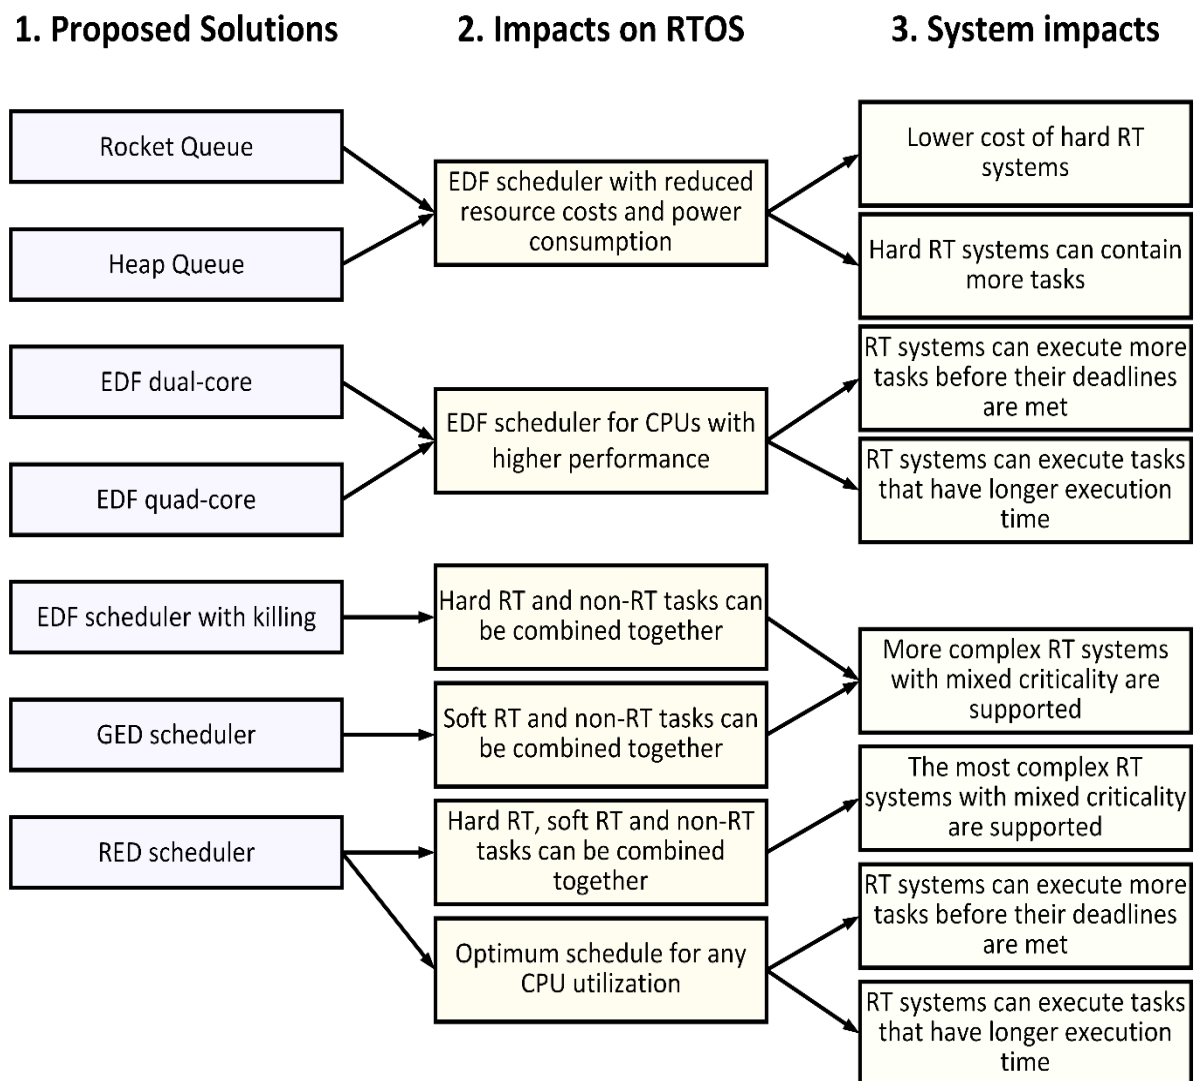 1. Proposed Solutions
2. Impacts on RTOS
3. System impacts
Rocket Queue
Heap Queue
EDF dual-core
EDF quad-core
EDF scheduler with killing
GED scheduler
RED scheduler
EDF scheduler with reduced
resource costs and power
consumption
EDF scheduler for CPUs with
higher performance
Hard RT and non-RT tasks can
be combined together
Soft RT and non-RT tasks can
be combined together
Hard RT, soft RT and non-RT
tasks can be combined
together
Optimum schedule for any
CPU utilization
Lower cost of hard RT
systems
Hard RT systems can contain
more tasks
RT systems can execute more
tasks before their deadlines
are met
RT systems can execute tasks
that have longer execution
time
More complex RT systems
with mixed criticality are
supported
The most complex RT
systems with mixed criticality
are supported
RT systems can execute more
tasks before their deadlines
are met
RT systems can execute tasks
that have longer execution
time